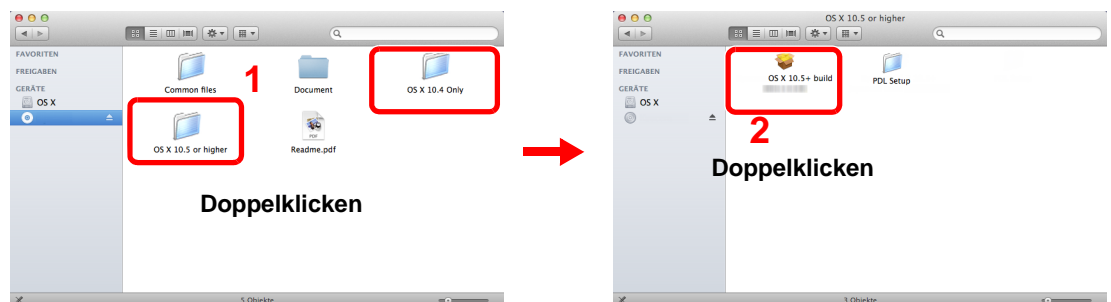 FAVORITEN
FREIGABEN
GERÄTE
OS X
Common files
1
Document
OS X 10.4 Only
OS X 10.5 or higher
PDF
Readme.pdf
Doppelklicken
5 Objekte
OS X 10.5 or higher
FAVORITEN
FREIGABEN
GERÄTE
OS X
OS X 10.5+ build
PDL Setup
2
Doppelklicken
3 Objekte